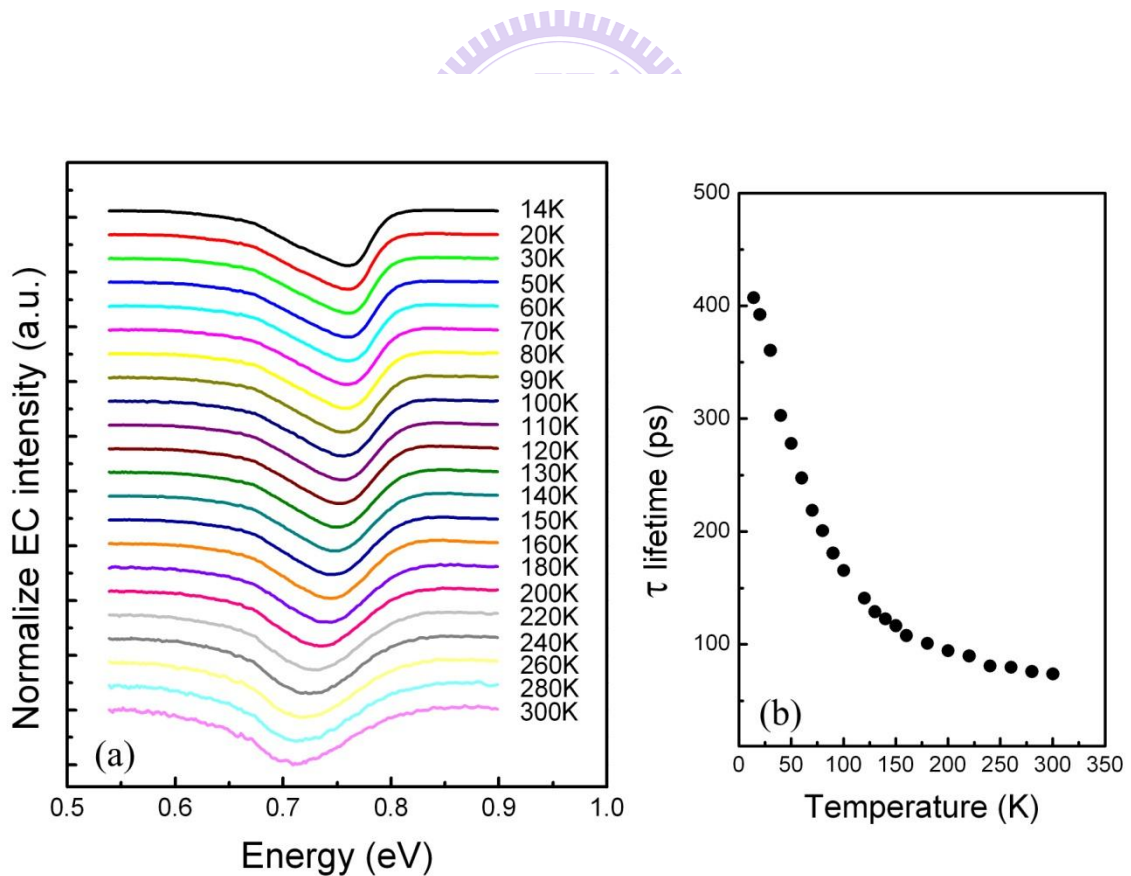 Normalize EC intensity (a.u.)
14K
20K
30K
50K
60K
70K
80K
90K
100K
110K
120K
130K
140K
150K
160K
180K
200K
220K
240K
260K
280K
300K
(a)
0.5 0.6 0.7 0.8 0.9 1.0
Energy (eV)
τ lifetime (ps)
500
400
300
200
100
(b)
0 50 100 150 200 250 300 350
Temperature (K)